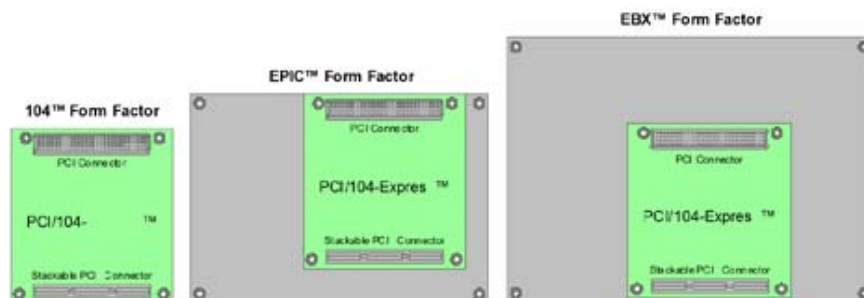 104™ Form Factor
PCI Connector
PCI/104- ™
Stackable PCI Connector
EPIC™ Form Factor
PCI Connector
PCI/104-Expres ™
Stackable PCI Connector
EBX™ Form Factor
PCI Connector
PCI/104-Expres ™
Stackable PCI Connector